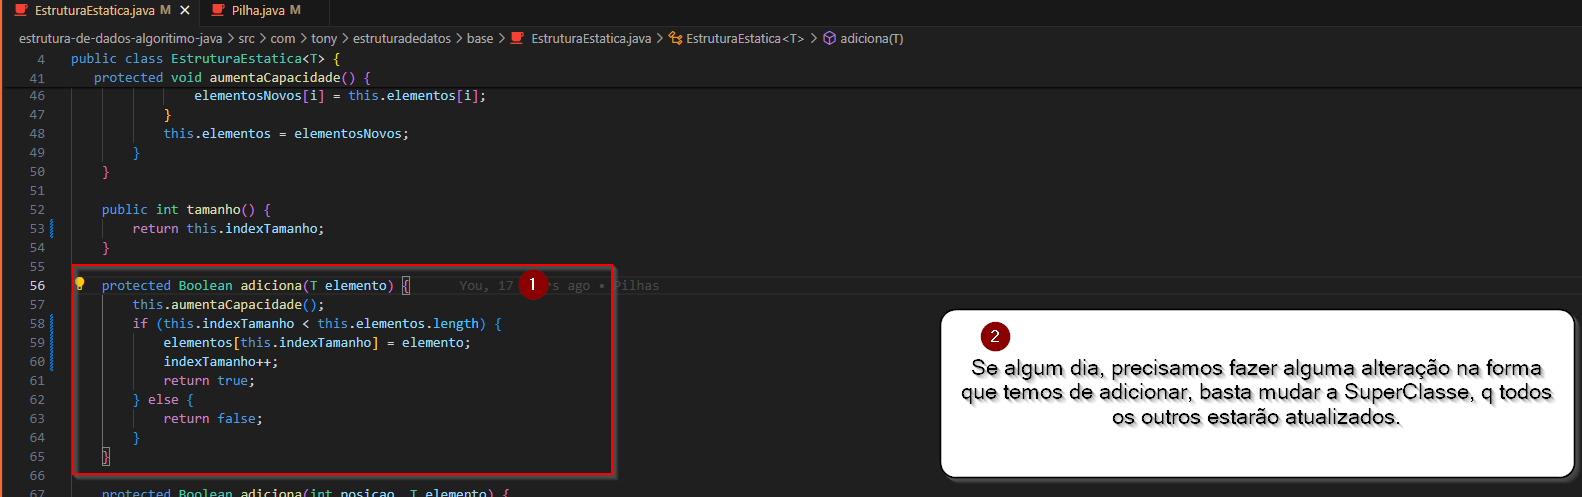 EstruturaEstatica.java M × Pilha.java M
estrutura-de-dados-algoritimo-java > src > com > tony > estruturadedatos > base > EstruturaEstatica.java > EstruturaEstatica<T> > adiciona(T)
4 public class EstruturaEstatica<T> {
41 protected void aumentaCapacidade() {
46 elementosNovos[i] = this.elementos[i];
47 }
48 this.elementos = elementosNovos;
49 }
50 }
51
52 public int tamanho() {
53 return this.indexTamanho;
54 }
55
56 protected Boolean adiciona(T elemento) { You, 17 rs ago • Pilhas
1
57 this.aumentaCapacidade();
58 if (this.indexTamanho < this.elementos.length) {
59 elementos[this.indexTamanho] = elemento;
60 indexTamanho++;
61 return true;
62 } else {
63 return false;
64 }
65 }
66
67 protected Boolean adiciona(int posicao, T elemento) {
2
Se algum dia, precisamos fazer alguma alteração na forma
que temos de adicionar, basta mudar a SuperClasse, q todos
os outros estarão atualizados.